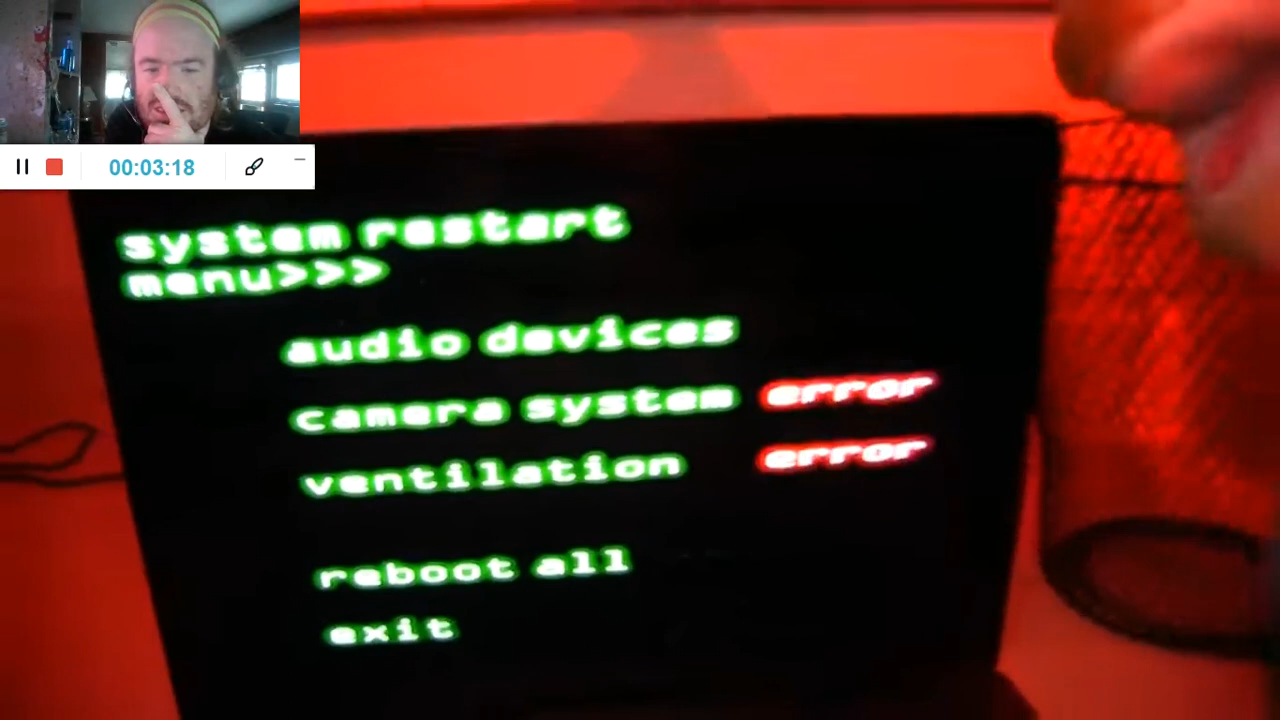 00:03:18
system restart
menu>>>
audio devices
camera system error
ventilation error
reboot all
exit